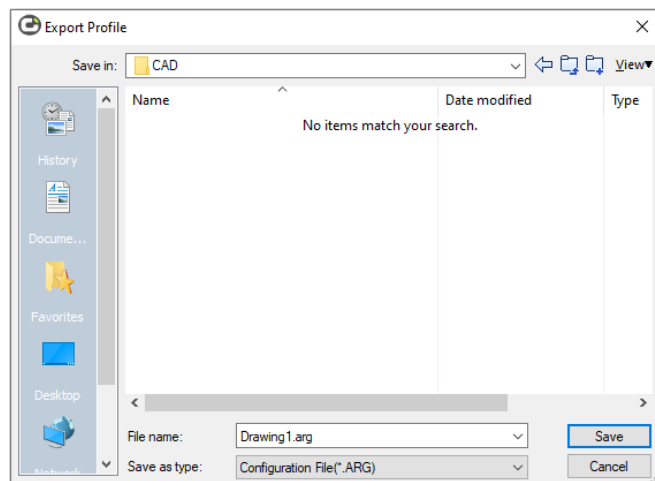 Export Profile
Save in: CAD View
Name Date modified Type
No items match your search.
History
Docume...
Favorites
Desktop
Network
File name: Drawing1.arg Save
Save as type: Configuration File(*.ARG) Cancel